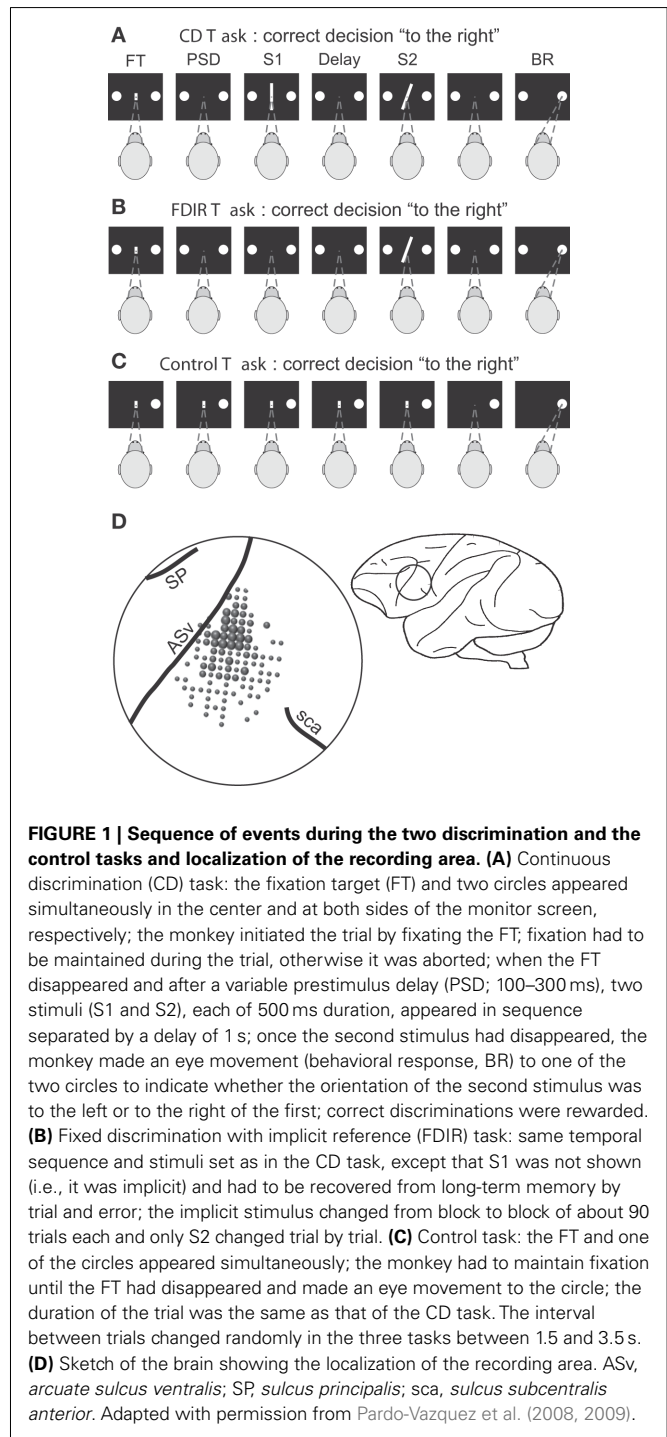 A
CD T ask : correct decision “to the right”
FT PSD S1 Delay S2 BR
B
FDIR T ask : correct decision “to the right”
C
Control T ask : correct decision “to the right”
D
SP
ASv
sca
FIGURE 1 | Sequence of events during the two discrimination and the
control tasks and localization of the recording area. (A) Continuous
discrimination (CD) task: the fixation target (FT) and two circles appeared
simultaneously in the center and at both sides of the monitor screen,
respectively; the monkey initiated the trial by fixating the FT; fixation had to
be maintained during the trial, otherwise it was aborted; when the FT
disappeared and after a variable prestimulus delay (PSD; 100–300 ms), two
stimuli (S1 and S2), each of 500 ms duration, appeared in sequence
separated by a delay of 1 s; once the second stimulus had disappeared, the
monkey made an eye movement (behavioral response, BR) to one of the
two circles to indicate whether the orientation of the second stimulus was
to the left or to the right of the first; correct discriminations were rewarded.
(B) Fixed discrimination with implicit reference (FDIR) task: same temporal
sequence and stimuli set as in the CD task, except that S1 was not shown
(i.e., it was implicit) and had to be recovered from long-term memory by
trial and error; the implicit stimulus changed from block to block of about 90
trials each and only S2 changed trial by trial. (C) Control task: the FT and one
of the circles appeared simultaneously; the monkey had to maintain fixation
until the FT had disappeared and made an eye movement to the circle; the
duration of the trial was the same as that of the CD task. The interval
between trials changed randomly in the three tasks between 1.5 and 3.5 s.
(D) Sketch of the brain showing the localization of the recording area. ASv,
arcuate sulcus ventralis; SP, sulcus principalis; sca, sulcus subcentralis
anterior. Adapted with permission from Pardo-Vazquez et al. (2008, 2009).